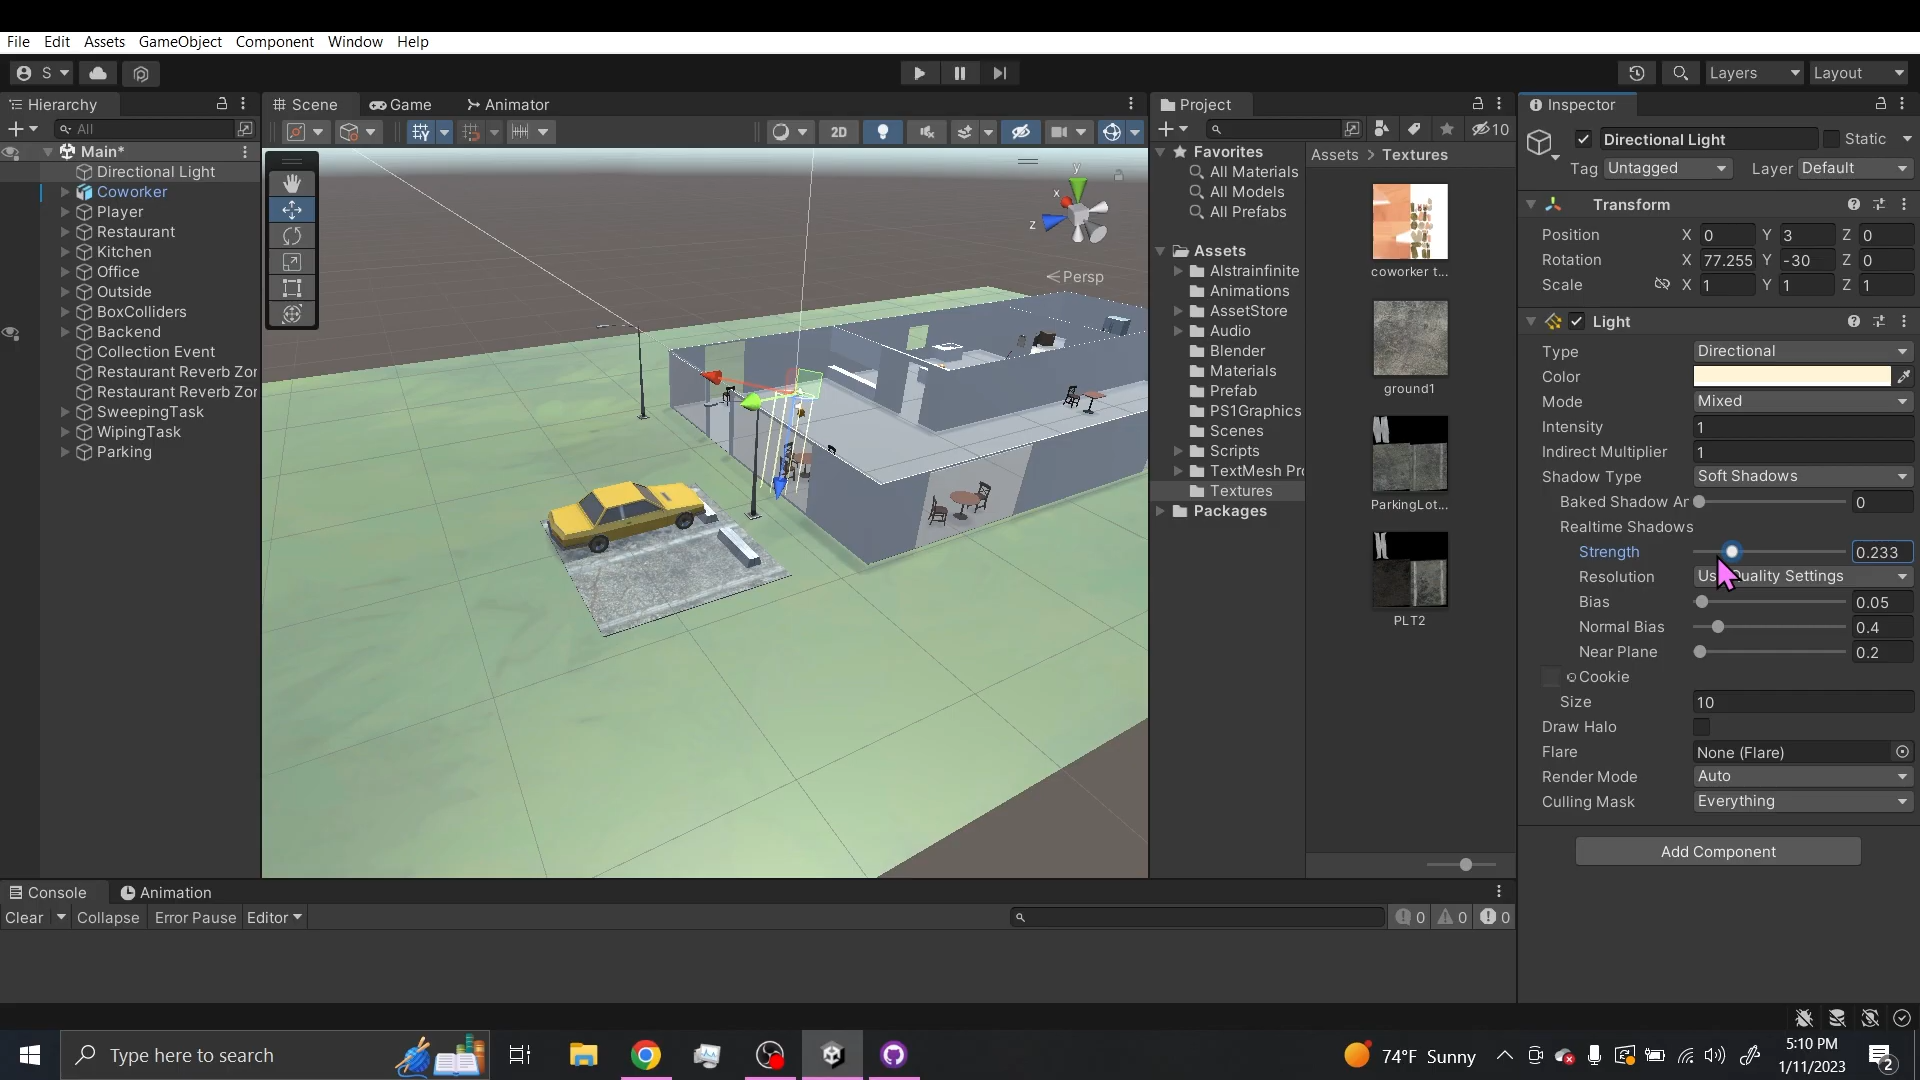 File Edit Assets GameObject Component Window Help
S Layers Layout
Hierarchy
All
Main*
Directional Light
Coworker
Player
Restaurant
Kitchen
Office
Outside
BoxColliders
Backend
Collection Event
Restaurant Reverb Zor
Restaurant Reverb Zor
SweepingTask
WipingTask
Parking
Scene Game Animator
2D
y
x
z
Persp
Project
10
Favorites
All Materials
All Models
All Prefabs
Assets
Alstrainfinite
Animations
AssetStore
Audio
Blender
Materials
Prefab
PS1Graphics
Scenes
Scripts
TextMesh Pro
Textures
Packages
Assets > Textures
coworker t...
ground1
ParkingLot...
PLT2
Inspector
Directional Light Static
Tag Untagged Layer Default
Transform
Position X 0 Y 3 Z 0
Rotation X 77.255 Y -30 Z 0
Scale X 1 Y 1 Z 1
Light
Type Directional
Color
Mode Mixed
Intensity 1
Indirect Multiplier 1
Shadow Type Soft Shadows
Baked Shadow Ar 0
Realtime Shadows
Strength 0.233
Resolution Use Quality Settings
Bias 0.05
Normal Bias 0.4
Near Plane 0.2
Cookie
Size 10
Draw Halo
Flare None (Flare)
Render Mode Auto
Culling Mask Everything
Add Component
Console Animation
Clear Collapse Error Pause Editor 0 0 0
Type here to search
74°F Sunny
5:10 PM
1/11/2023
2